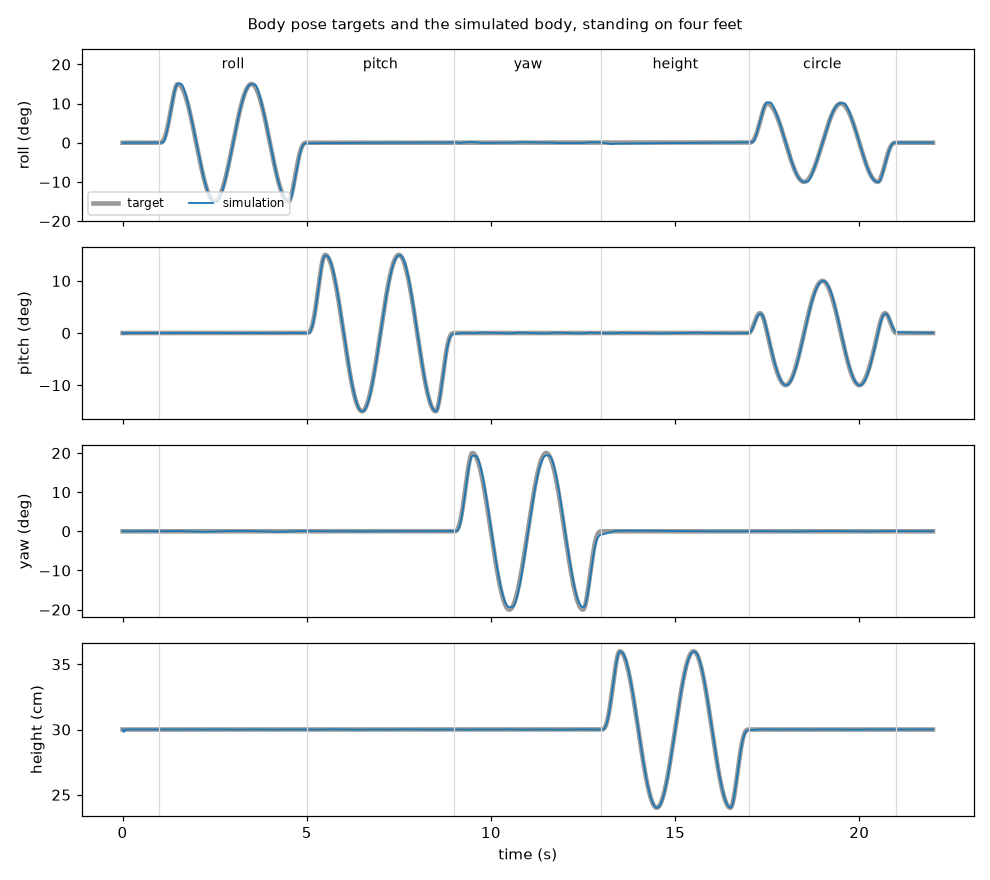 Body pose targets and the simulated body, standing on four feet
roll pitch yaw height circle
20
10
0
−10
−20
roll (deg)
target simulation
10
0
−10
pitch (deg)
20
10
0
−10
−20
yaw (deg)
35
30
25
height (cm)
0 5 10 15 20
time (s)